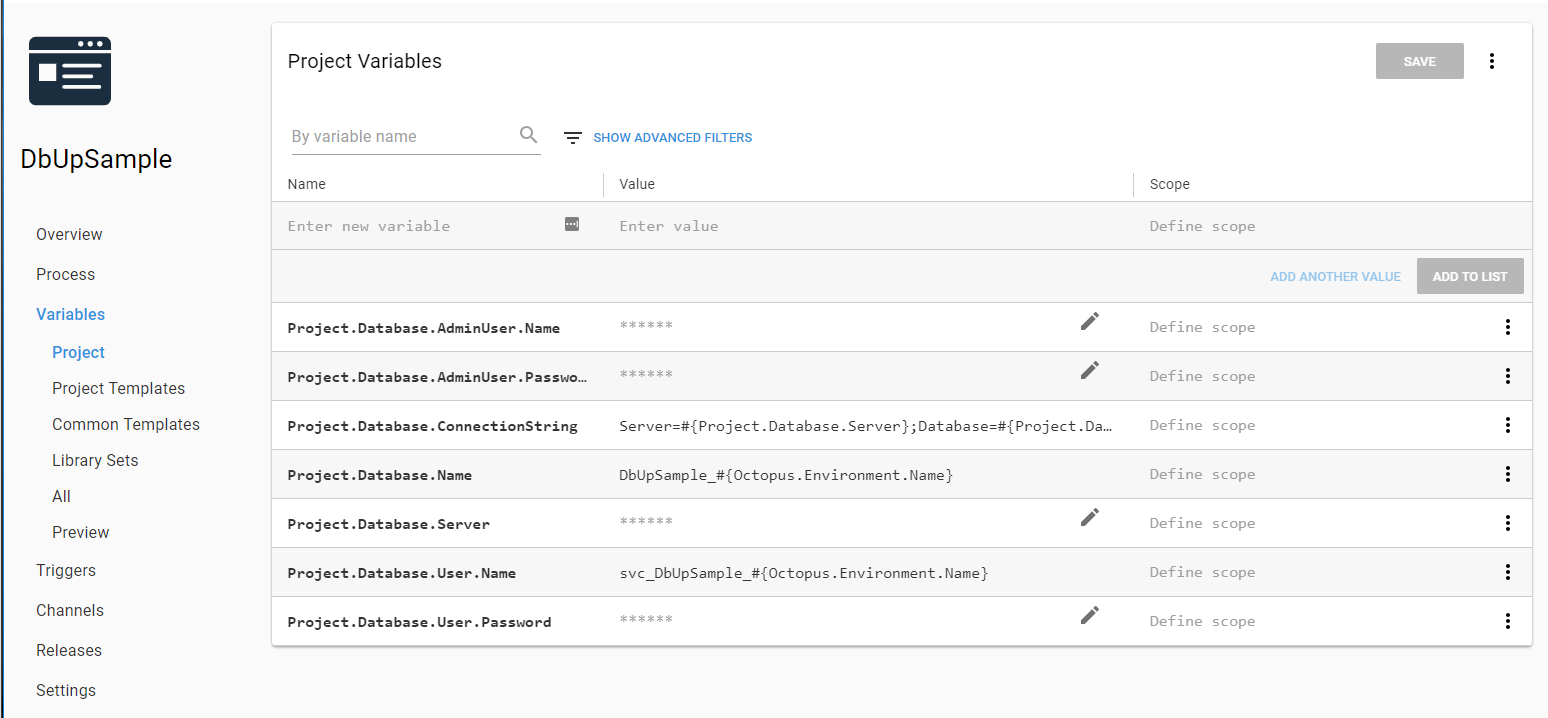 DbUpSample
Overview
Process
Variables
Project
Project Templates
Common Templates
Library Sets
All
Preview
Triggers
Channels
Releases
Settings
Project Variables
SAVE
By variable name
SHOW ADVANCED FILTERS
Name Value Scope
Enter new variable Enter value Define scope
ADD ANOTHER VALUE ADD TO LIST
Project.Database.AdminUser.Name ****** Define scope
Project.Database.AdminUser.Passwo… ****** Define scope
Project.Database.ConnectionString Server=#{Project.Database.Server};Database=#{Project.Da… Define scope
Project.Database.Name DbUpSample_#{Octopus.Environment.Name} Define scope
Project.Database.Server ****** Define scope
Project.Database.User.Name svc_DbUpSample_#{Octopus.Environment.Name} Define scope
Project.Database.User.Password ****** Define scope